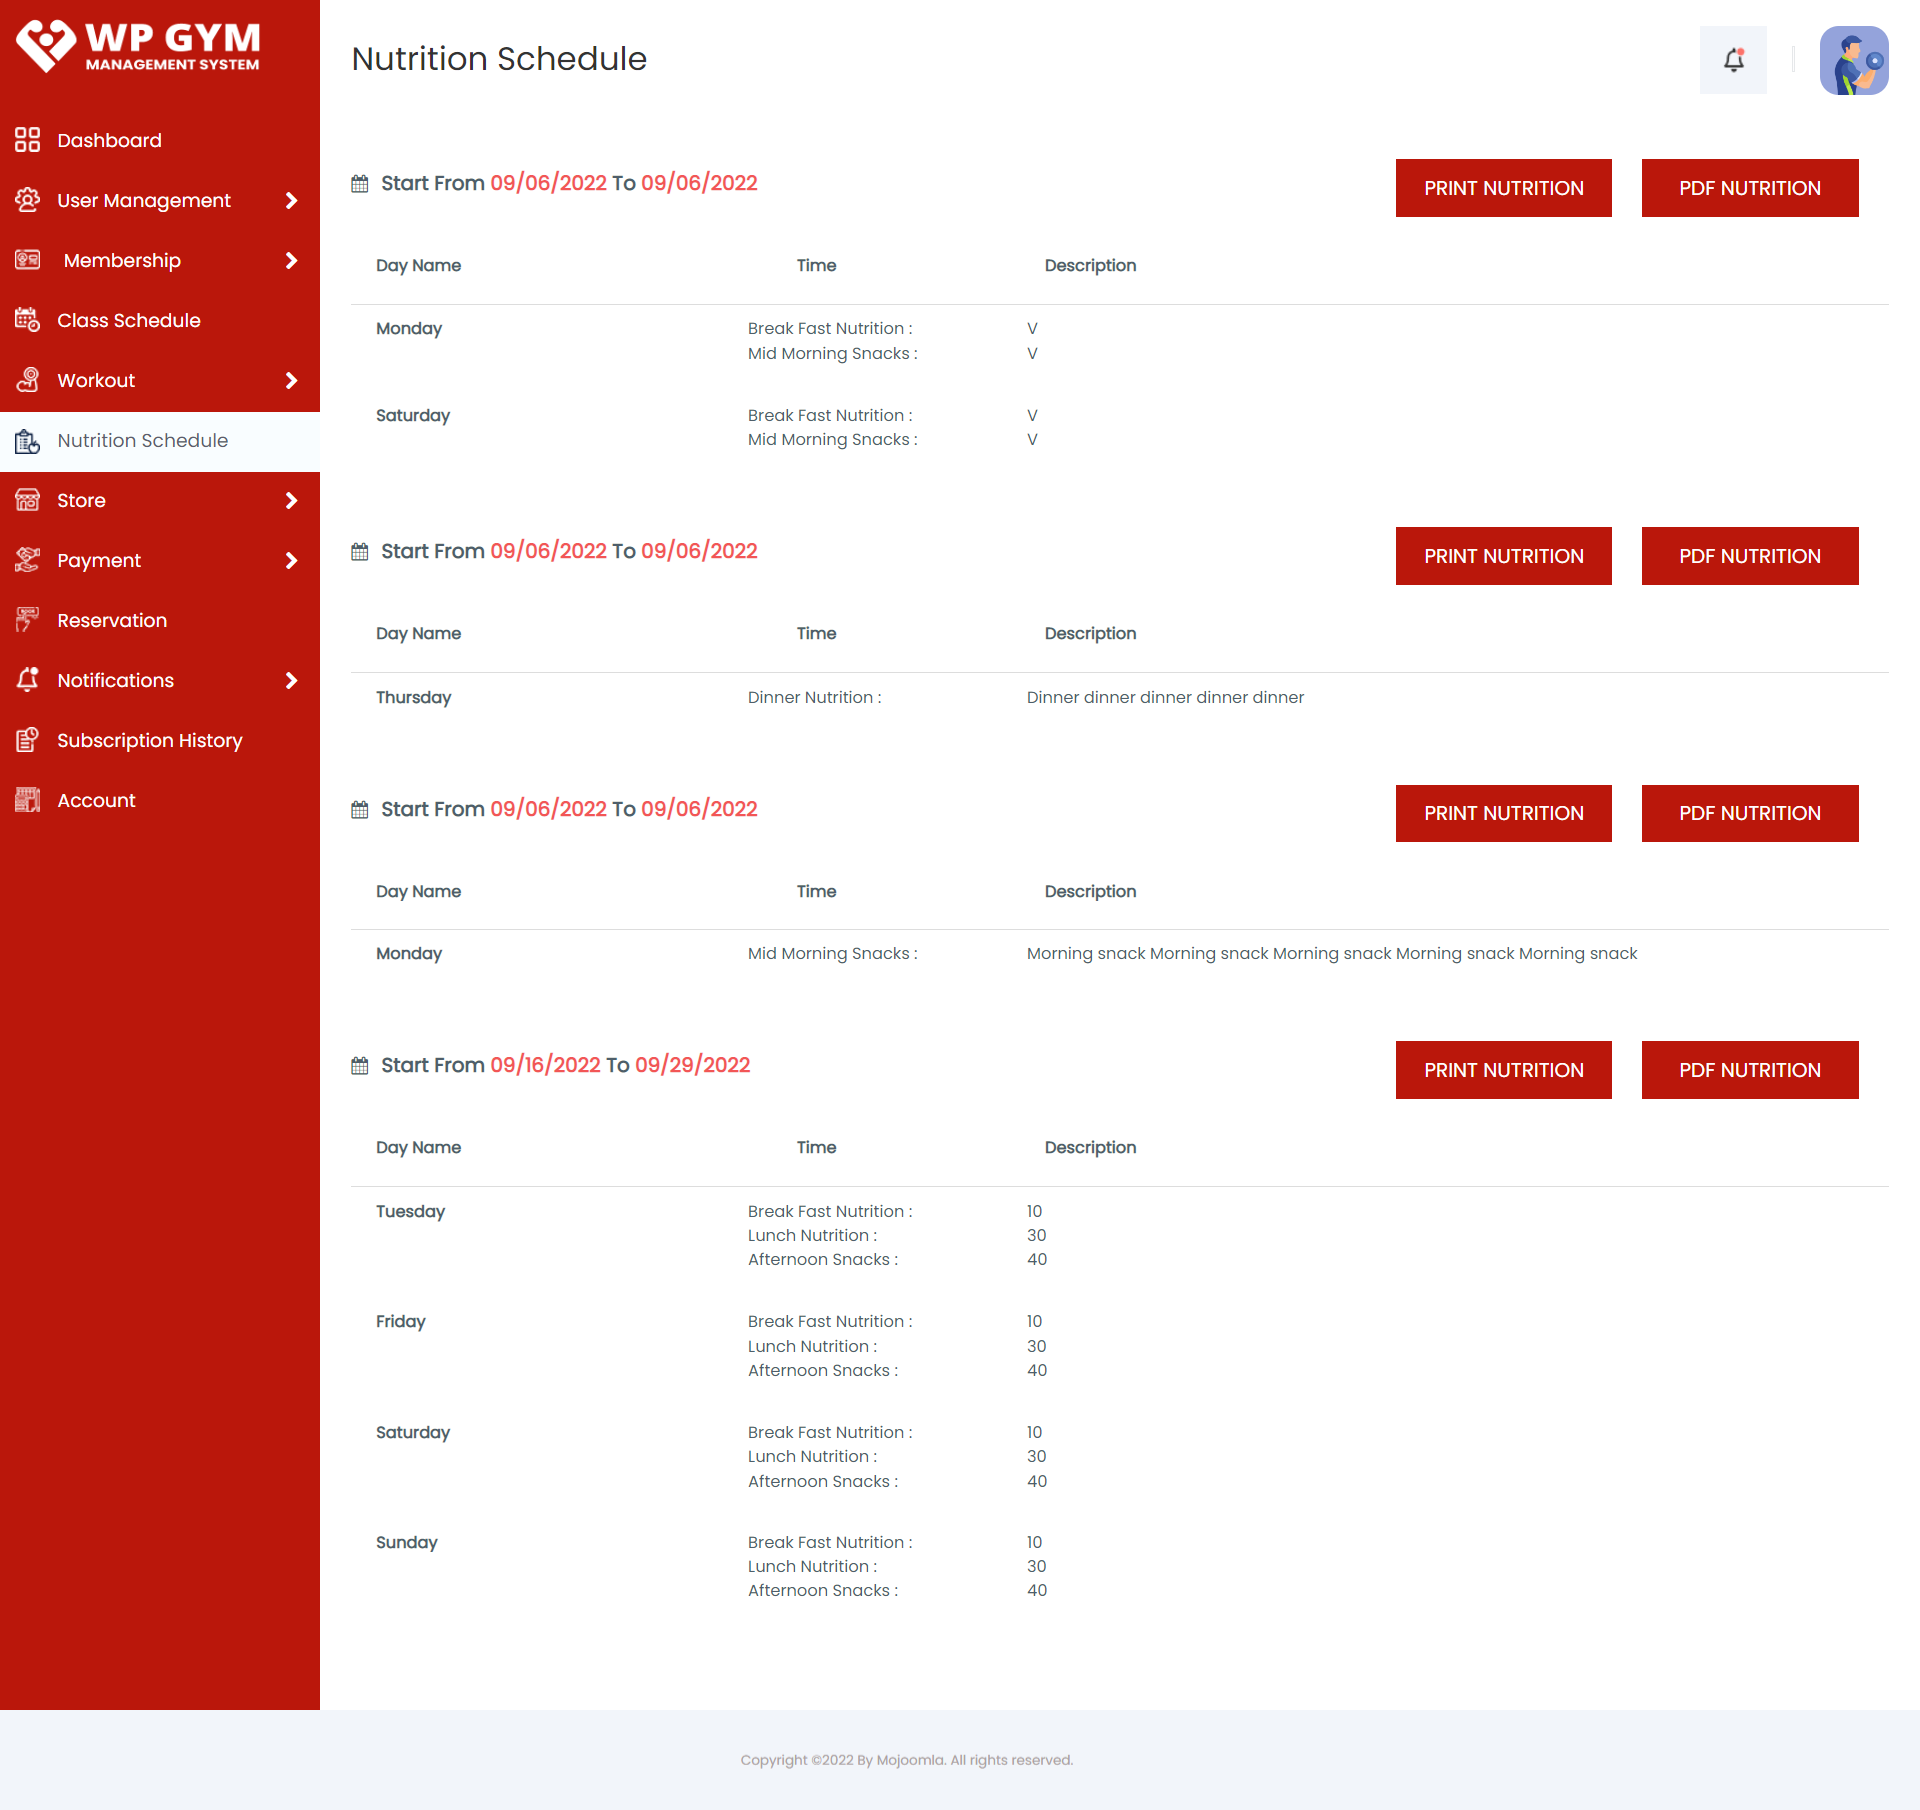 WP GYM
MANAGEMENT SYSTEM
Dashboard
User Management
Membership
Class Schedule
Workout
Nutrition Schedule
Store
Payment
Reservation
Notifications
Subscription History
Account
Nutrition Schedule
Start From 09/06/2022 To 09/06/2022
PRINT NUTRITION PDF NUTRITION
Day Name Time Description
Monday Break Fast Nutrition : V
Mid Morning Snacks : V
Saturday Break Fast Nutrition : V
Mid Morning Snacks : V
Start From 09/06/2022 To 09/06/2022
PRINT NUTRITION PDF NUTRITION
Day Name Time Description
Thursday Dinner Nutrition : Dinner dinner dinner dinner dinner
Start From 09/06/2022 To 09/06/2022
PRINT NUTRITION PDF NUTRITION
Day Name Time Description
Monday Mid Morning Snacks : Morning snack Morning snack Morning snack Morning snack Morning snack
Start From 09/16/2022 To 09/29/2022
PRINT NUTRITION PDF NUTRITION
Day Name Time Description
Tuesday Break Fast Nutrition : 10
Lunch Nutrition : 30
Afternoon Snacks : 40
Friday Break Fast Nutrition : 10
Lunch Nutrition : 30
Afternoon Snacks : 40
Saturday Break Fast Nutrition : 10
Lunch Nutrition : 30
Afternoon Snacks : 40
Sunday Break Fast Nutrition : 10
Lunch Nutrition : 30
Afternoon Snacks : 40
Copyright ©2022 By Mojoomla. All rights reserved.